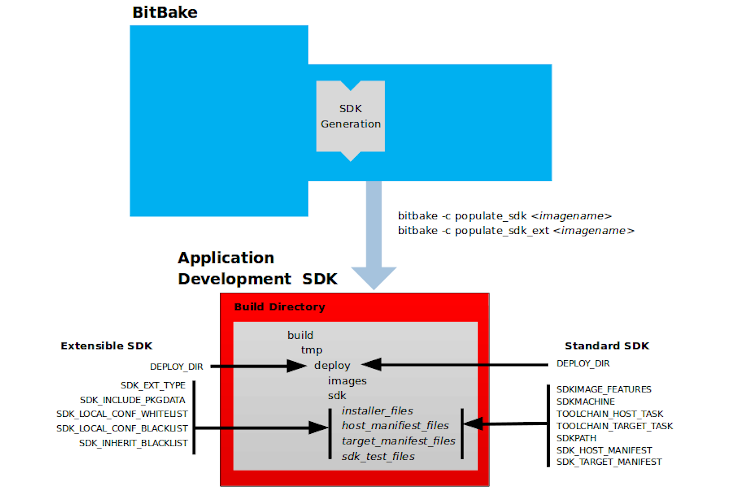 BitBake
SDK
Generation
bitbake -c populate_sdk <imagename>
bitbake -c populate_sdk_ext <imagename>
Application
Development SDK
Build Directory
build
tmp
deploy
images
sdk
installer_files
host_manifiest_files
target_manifest_files
sdk_test_files
Extensible SDK
DEPLOY_DIR
SDK_EXT_TYPE
SDK_INCLUDE_PKGDATA
SDK_LOCAL_CONF_WHITELIST
SDK_LOCAL_CONF_BLACKLIST
SDK_INHERIT_BLACKLIST
Standard SDK
DEPLOY_DIR
SDKIMAGE_FEATURES
SDKMACHINE
TOOLCHAIN_HOST_TASK
TOOLCHAIN_TARGET_TASK
SDKPATH
SDK_HOST_MANIFEST
SDK_TARGET_MANIFEST